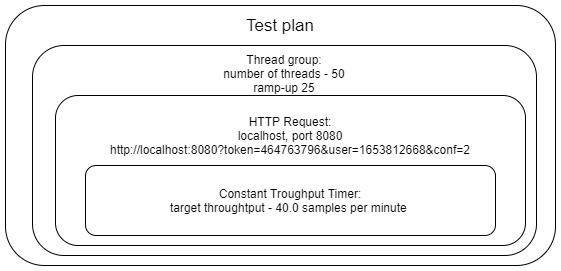 Test plan
Thread group:
number of threads - 50
ramp-up 25
HTTP Request:
localhost, port 8080
http://localhost:8080?token=464763796&user=1653812668&conf=2
Constant Troughput Timer:
target throughtput - 40.0 samples per minute